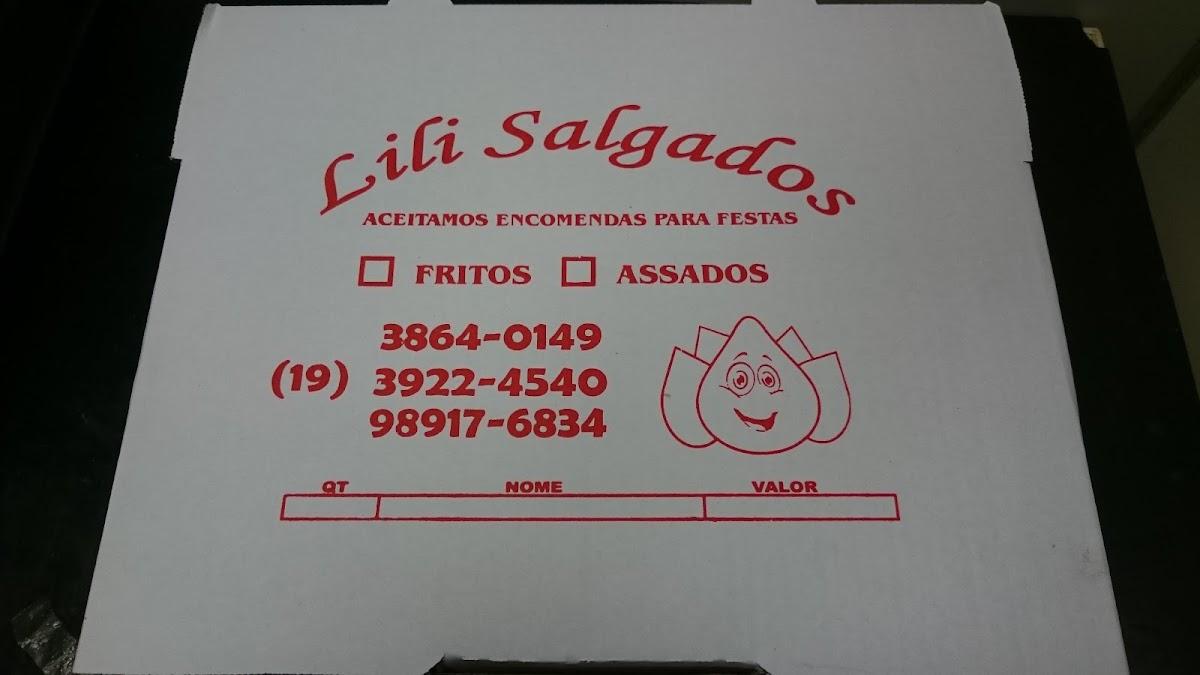 Lili Salgados
ACEITAMOS ENCOMENDAS PARA FESTAS
FRITOS ASSADOS
3864-0149
(19) 3922-4540
98917-6834
QT NOME VALOR